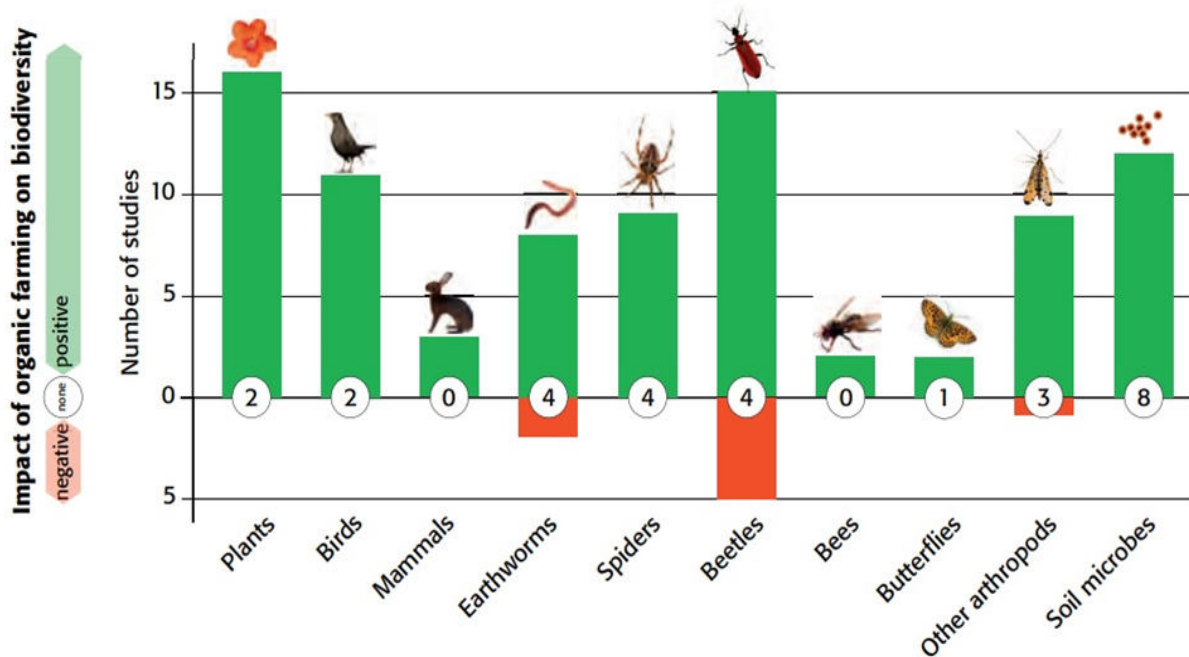 Impact of organic farming on biodiversity
positive
none
negative
Number of studies
15
10
5
0
5
2
2
0
4
4
4
0
1
3
8
Plants
Birds
Mammals
Earthworms
Spiders
Beetles
Bees
Butterflies
Other arthropods
Soil microbes